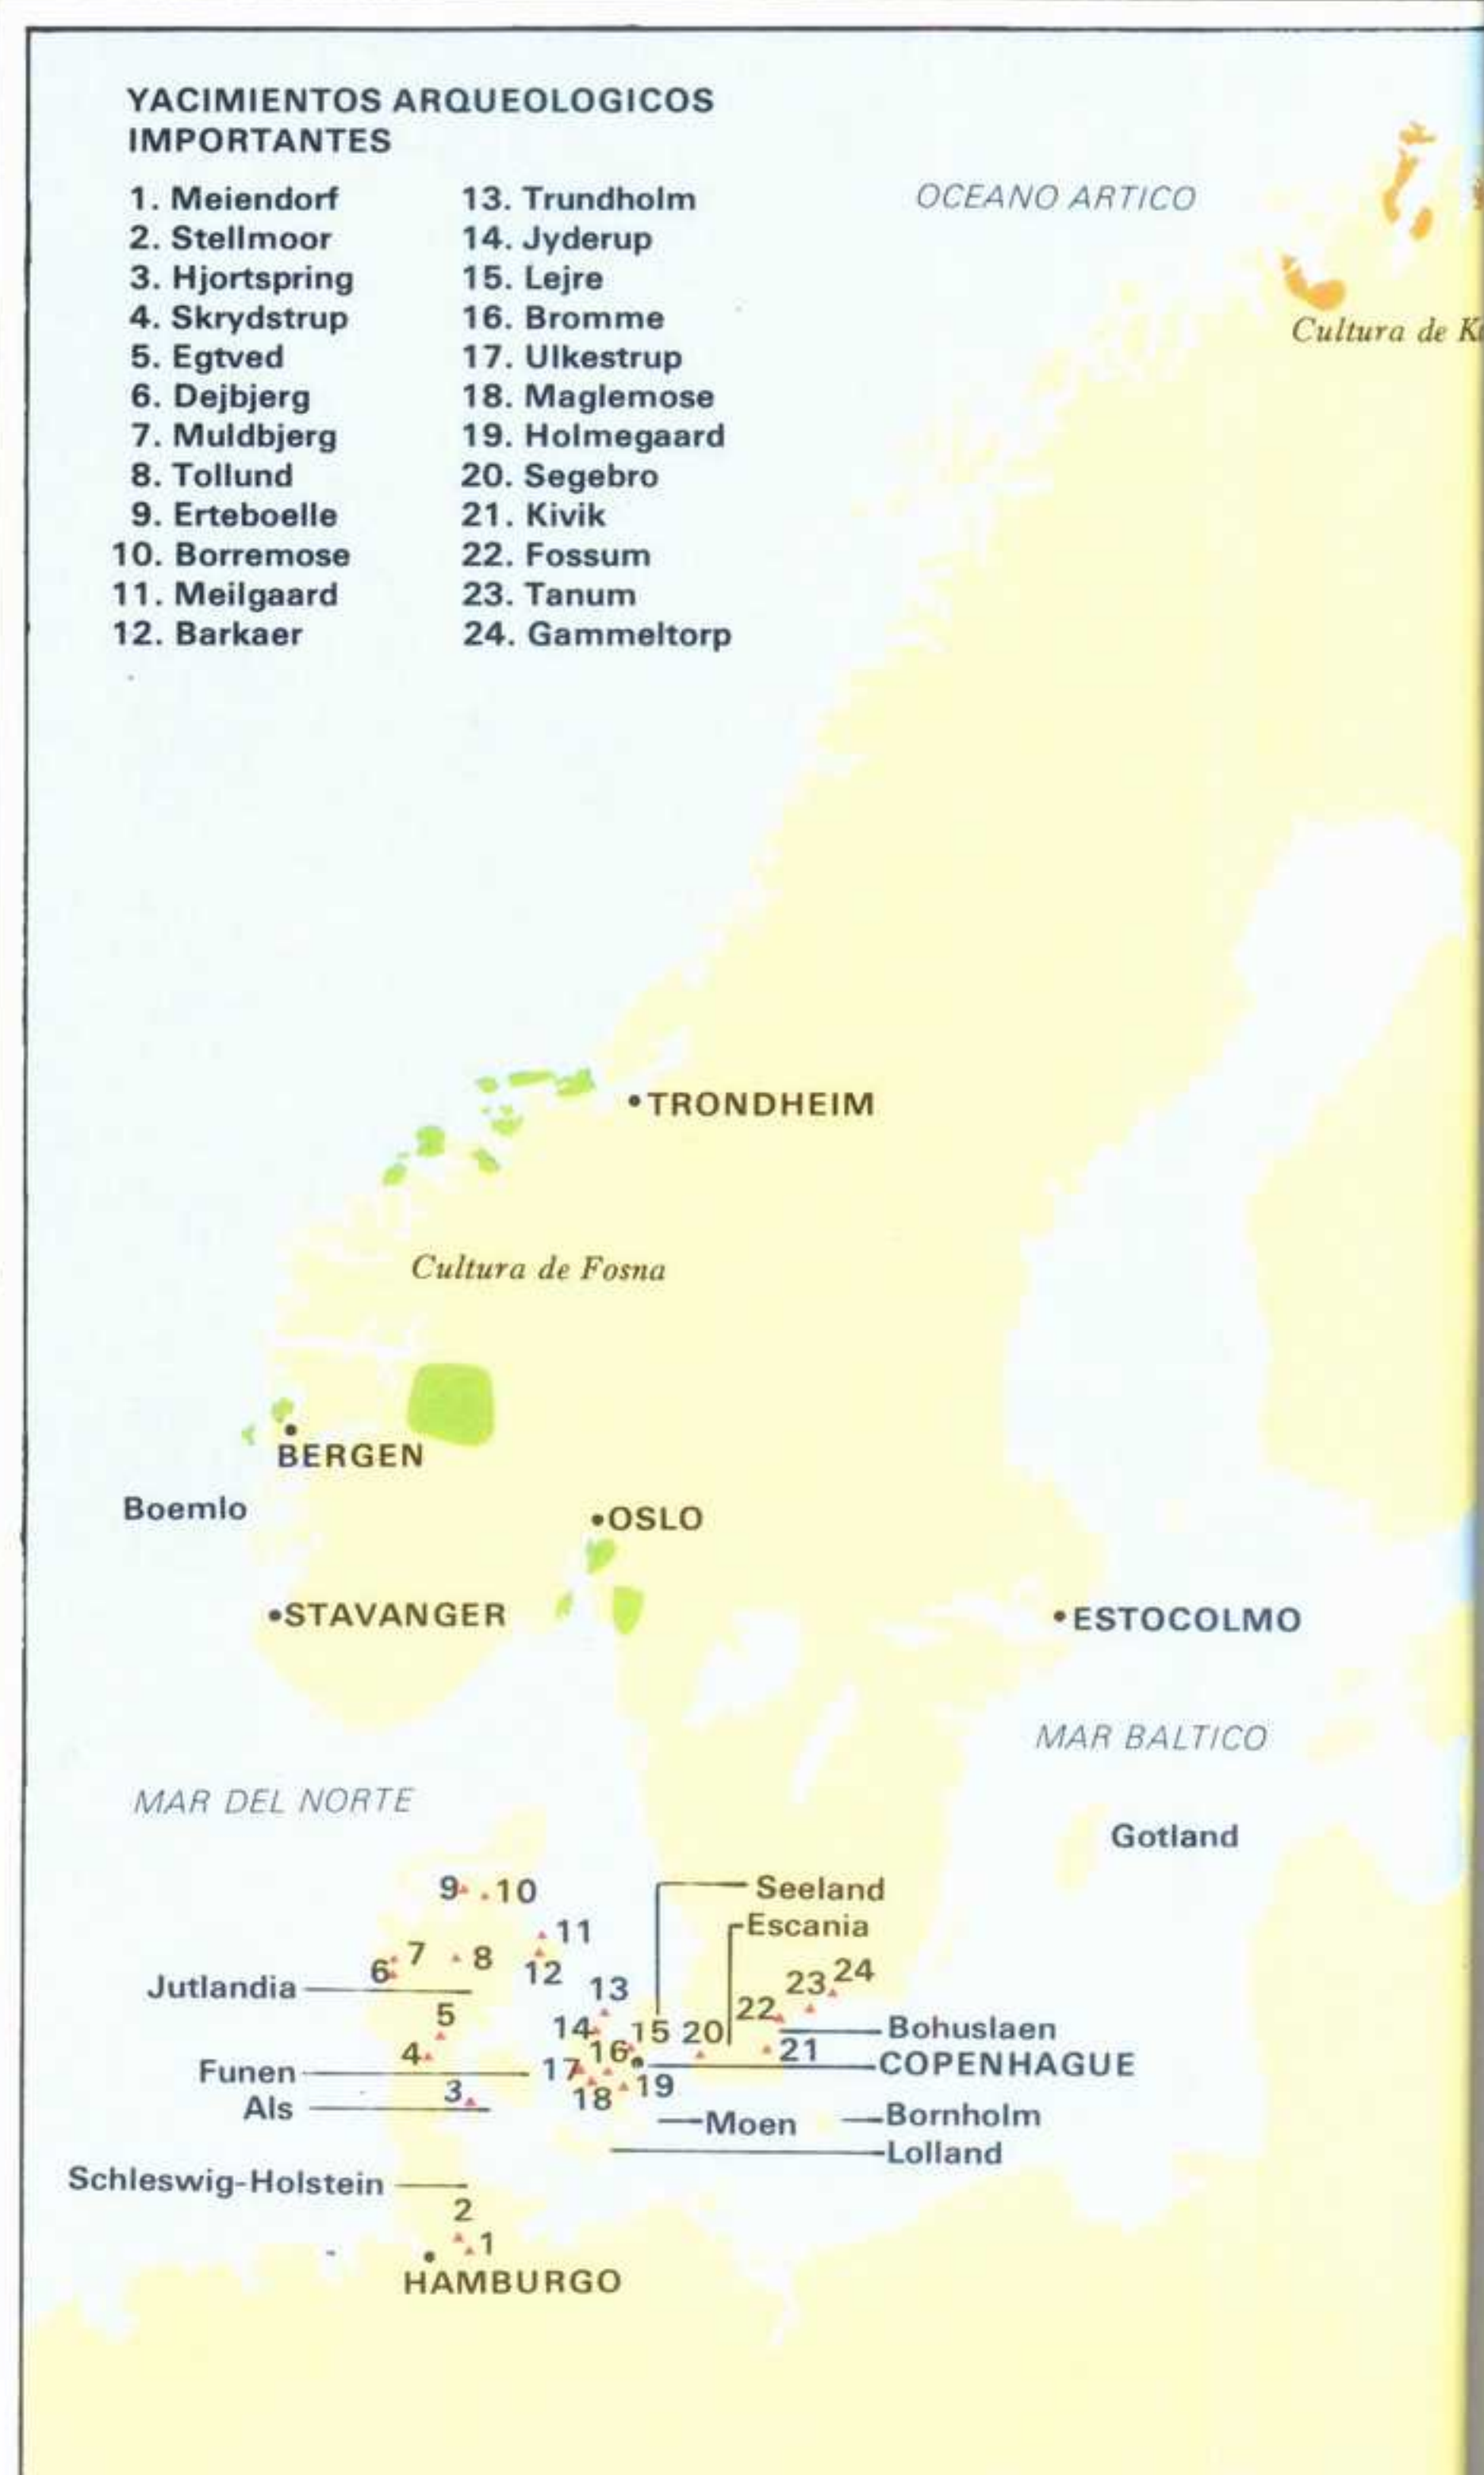 YACIMIENTOS ARQUEOLOGICOS
IMPORTANTES
1. Meiendorf
2. Stellmoor
3. Hjortspring
4. Skrydstrup
5. Egtved
6. Dejbjerg
7. Muldbjerg
8. Tollund
9. Erteboelle
10. Borremose
11. Meilgaard
12. Barkaer
13. Trundholm
14. Jyderup
15. Lejre
16. Bromme
17. Ulkestrup
18. Maglemose
19. Holmegaard
20. Segebro
21. Kivik
22. Fossum
23. Tanum
24. Gammeltorp
OCEANO ARTICO
Cultura de
TRONDHEIM
Cultura de Fosna
BERGEN
Boemlo
OSLO
STAVANGER
ESTOCOLMO
MAR BALTICO
MAR DEL NORTE
Gotland
9 10
Seeland
11
Escania
6 7 8
12
13
23 24
Jutlandia
5
22
14 15 20
Bohuslaen
4
16
21
Funen
17
COPENHAGUE
3
18 19
Als
Moen
Bornholm
Lolland
Schleswig-Holstein
2
1
HAMBURGO